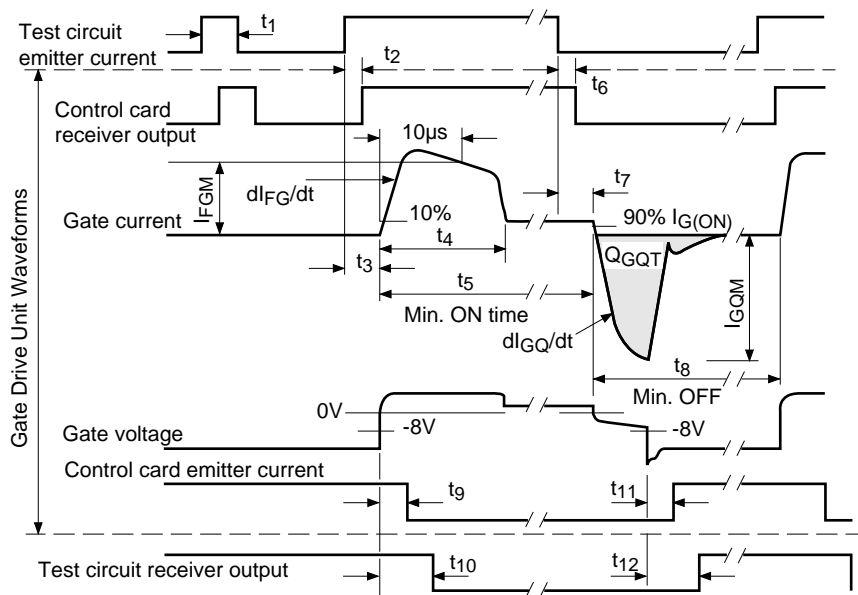 Test circuit
emitter current
t1
t2
t6
Control card
receiver output
10µs
t7
IFGM
dIFG/dt
Gate current
10%
90% IG(ON)
t4
QGQT
t3
t5
IGQM
Min. ON time
dIGQ/dt
t8
Min. OFF
Gate Drive Unit Waveforms
0V
Gate voltage
-8V
-8V
Control card emitter current
t9
t11
Test circuit receiver output
t10
t12